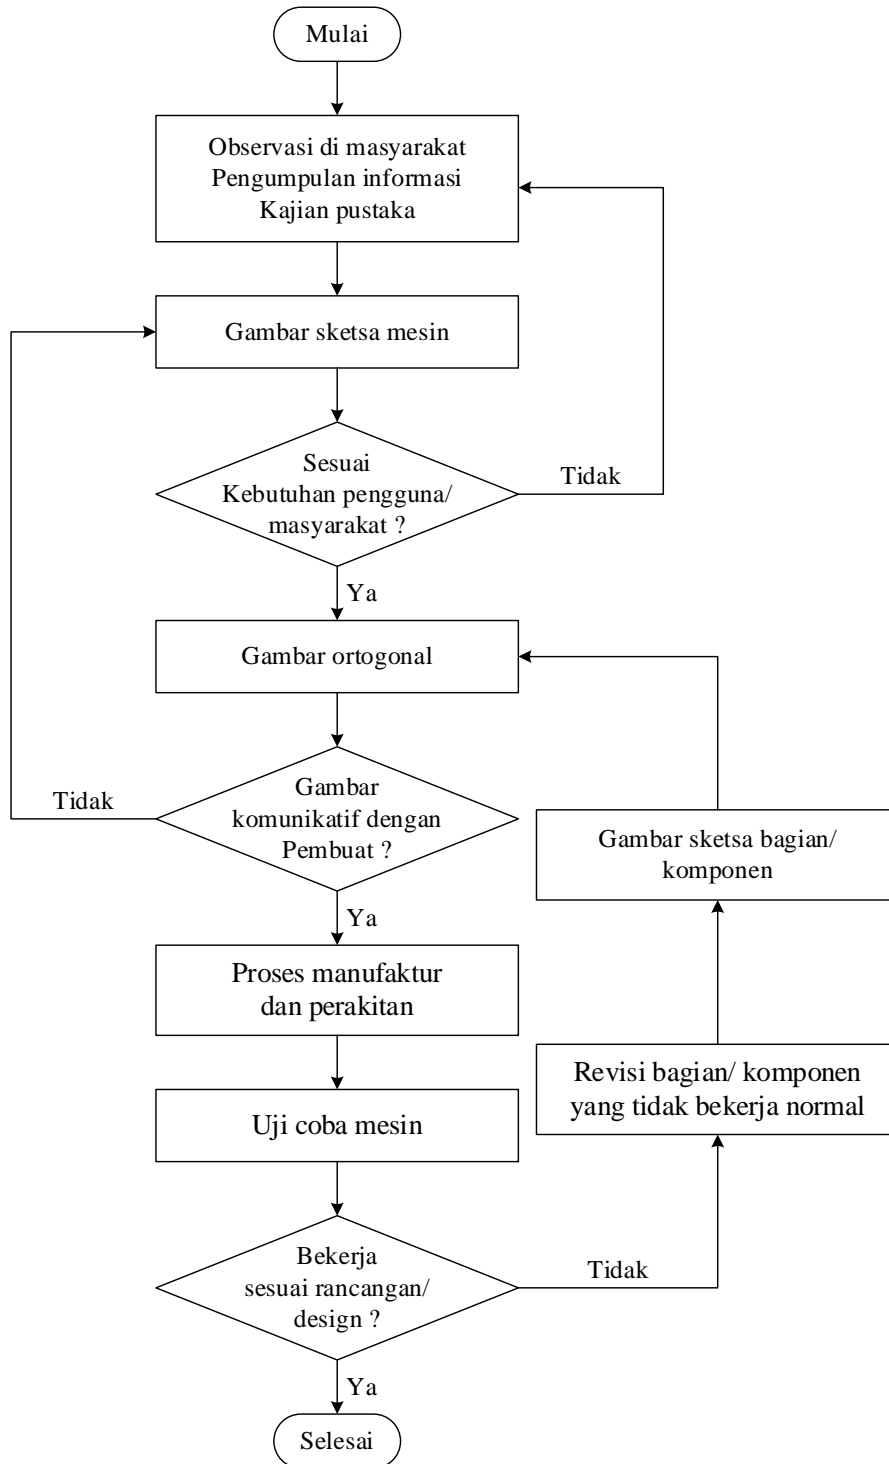 Mulai
Observasi di masyarakat
Pengumpulan informasi
Kajian pustaka
Gambar sketsa mesin
Sesuai
Kebutuhan pengguna/
masyarakat ?
Tidak
Ya
Gambar ortogonal
Gambar
komunikatif dengan
Pembuat ?
Tidak
Ya
Gambar sketsa bagian/
komponen
Proses manufaktur
dan perakitan
Revisi bagian/ komponen
yang tidak bekerja normal
Uji coba mesin
Bekerja
sesuai rancangan/
design ?
Tidak
Ya
Selesai